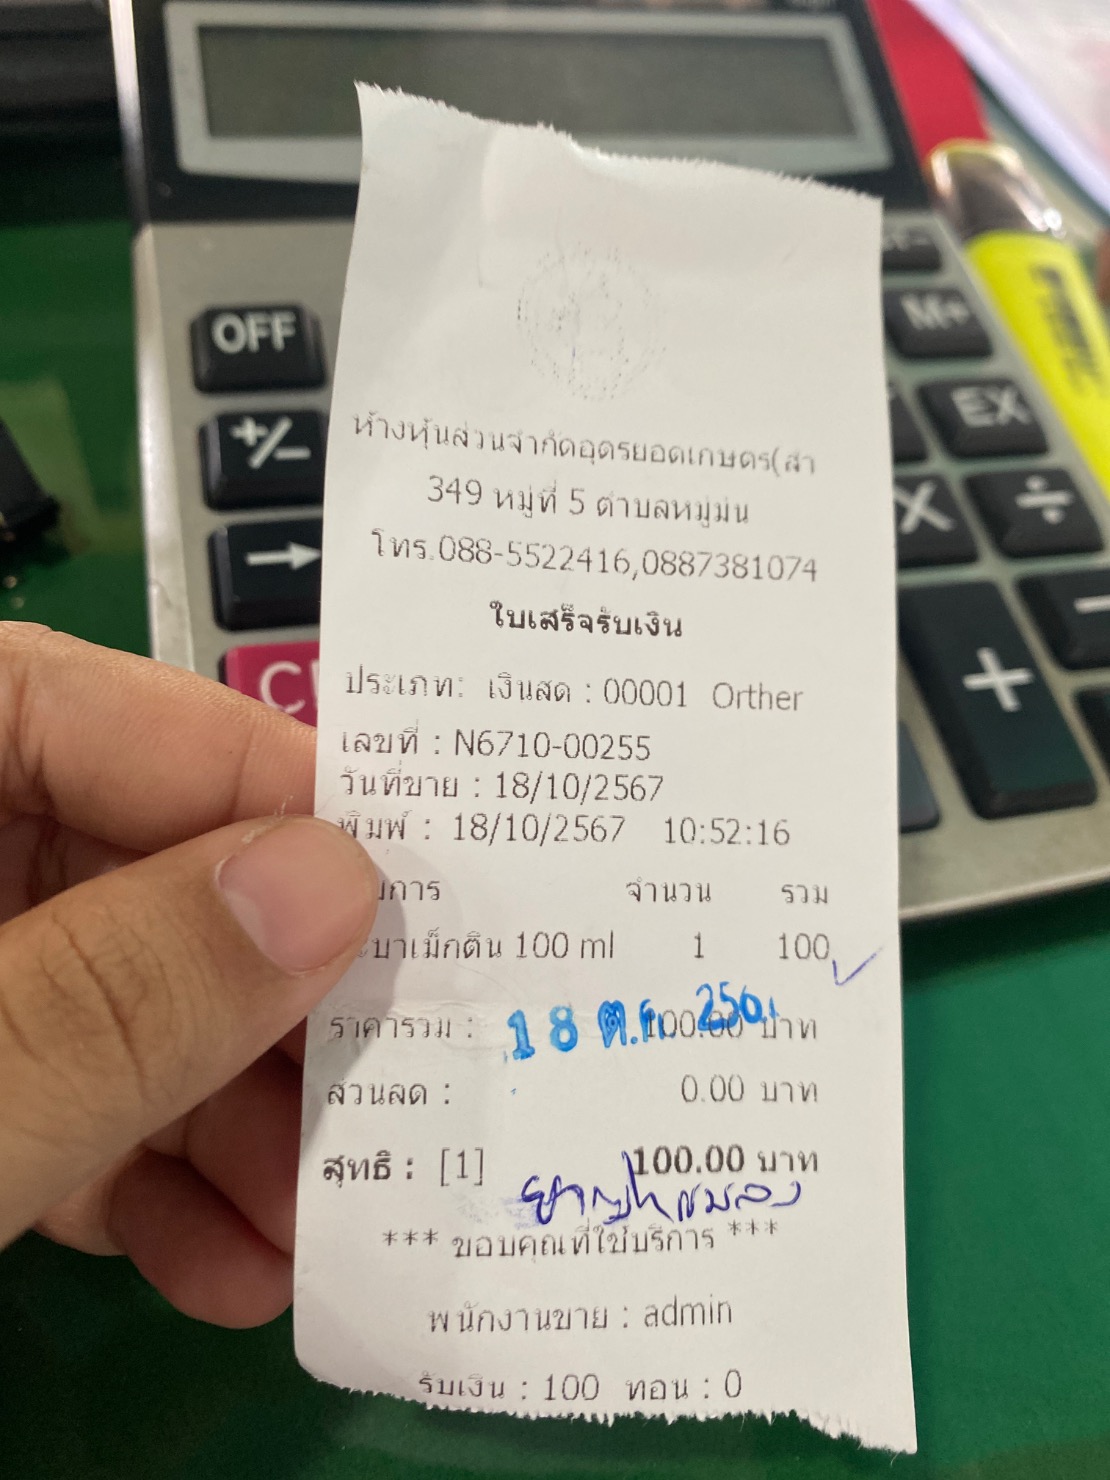 OFF
M+
+/-
EX
→
X
÷
+
ห้างหุ้นส่วนจำกัดอุดรยอดเกษตร(สา
349 หมู่ที่ 5 ตำบลหมู่ม่น
โทร.088-5522416,0887381074
ใบเสร็จรับเงิน
ประเภท: เงินสด : 00001 Orther
เลขที่ : N6710-00255
วันที่ขาย : 18/10/2567
พิมพ์ : 18/10/2567 10:52:16
จำนวน รวม
100 ml 1 100
ราคารวม : 100.00 บาท
18 ต.ค.
ส่วนลด : 0.00 บาท
สุทธิ : [1] 100.00 บาท
*** ขอบคุณที่ใช้บริการ ***
พนักงานขาย : admin
รับเงิน : 100 ทอน : 0